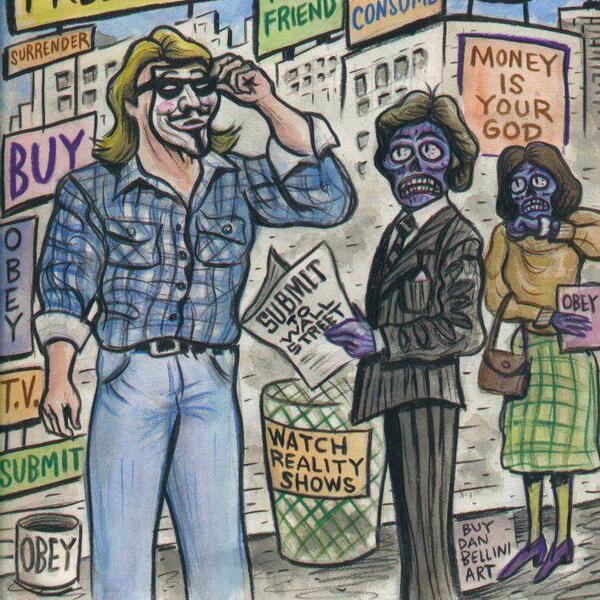 FRIEND
CONSUME
SURRENDER
MONEY
IS
YOUR
GOD
BUY
OBEY
SUBMIT
TO
WALL
STREET
OBEY
T.V.
WATCH
REALITY
SHOWS
SUBMIT
OBEY
BUY
DAN
BELLINI
ART